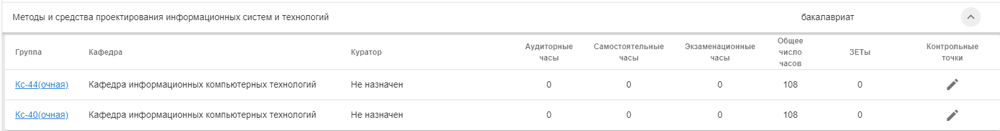 Методы и средства проектирования информационных систем и технологий бакалавриат
Группа Кафедра Куратор Аудиторные часы Самостоятельные часы Экзаменационные часы Общее число часов ЗЕТы Контрольные точки
Кс-44(очная) Кафедра информационных компьютерных технологий Не назначен 0 0 0 108 0
Кс-40(очная) Кафедра информационных компьютерных технологий Не назначен 0 0 0 108 0